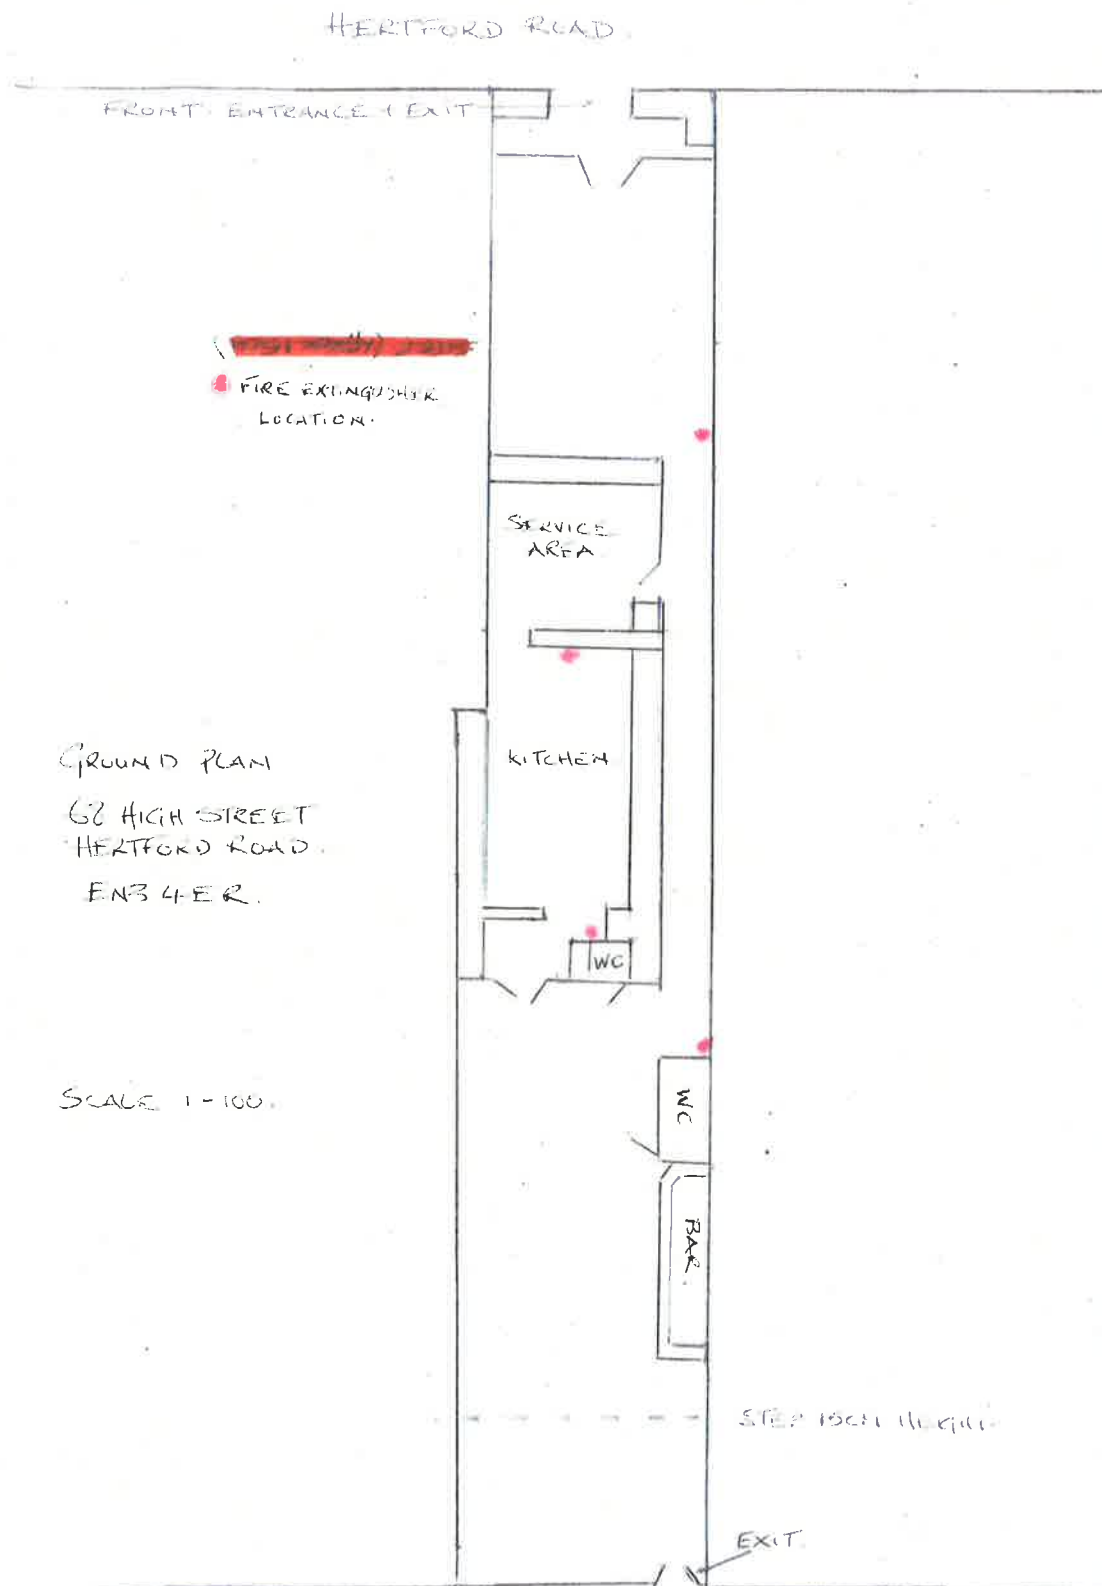 HERTFORD ROAD
FRONT ENTRANCE + EXIT
FIRE EXTINGUISHER
LOCATION.
SERVICE
AREA
KITCHEN
GROUND PLAN
62 HIGH STREET
HERTFORD ROAD.
EN3 4ER.
WC
SCALE 1-100.
WC
BAR.
STEP 15CM HEIGHT
EXIT